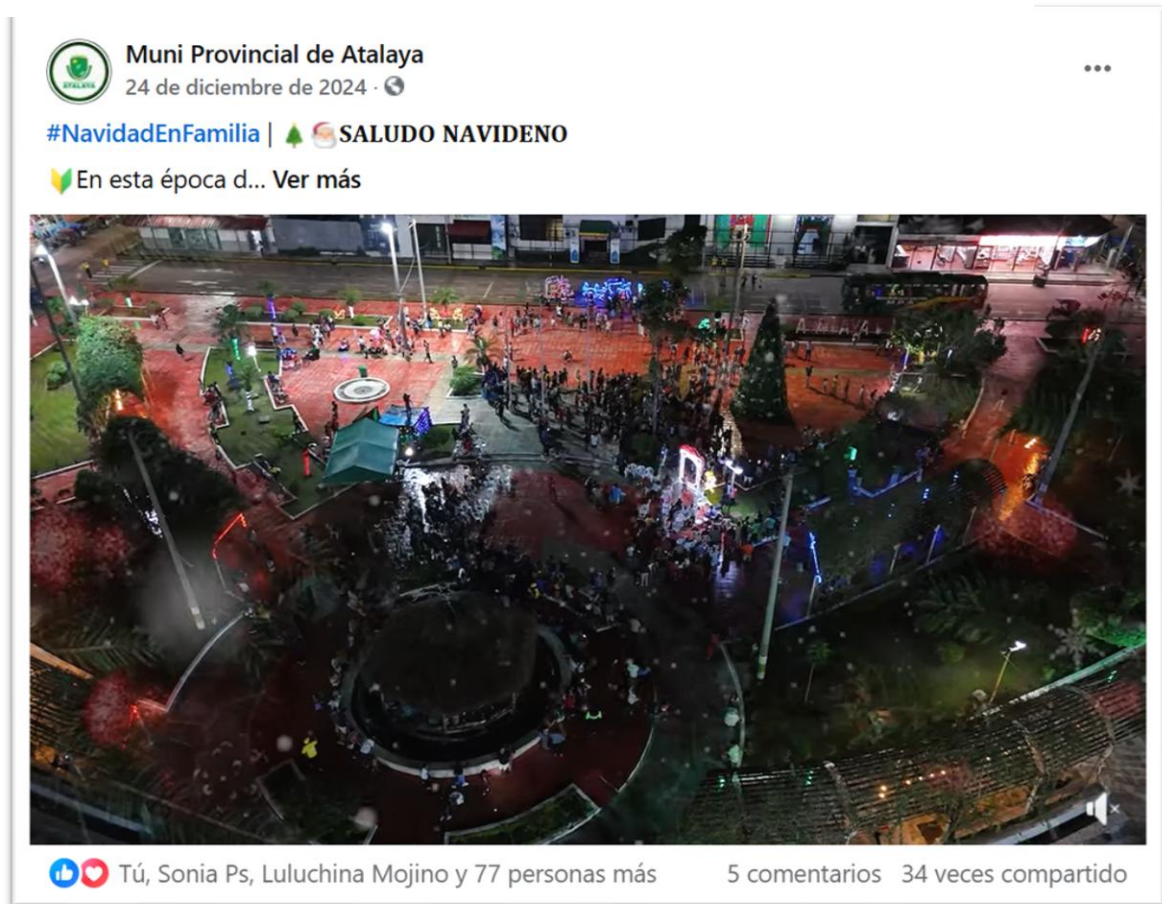 Muni Provincial de Atalaya
ATALAYA
24 de diciembre de 2024 ·
#NavidadEnFamilia | 🎄🎅SALUDO NAVIDENO
🔰En esta época d... Ver más
Tú, Sonia Ps, Luluchina Mojino y 77 personas más 5 comentarios 34 veces compartido